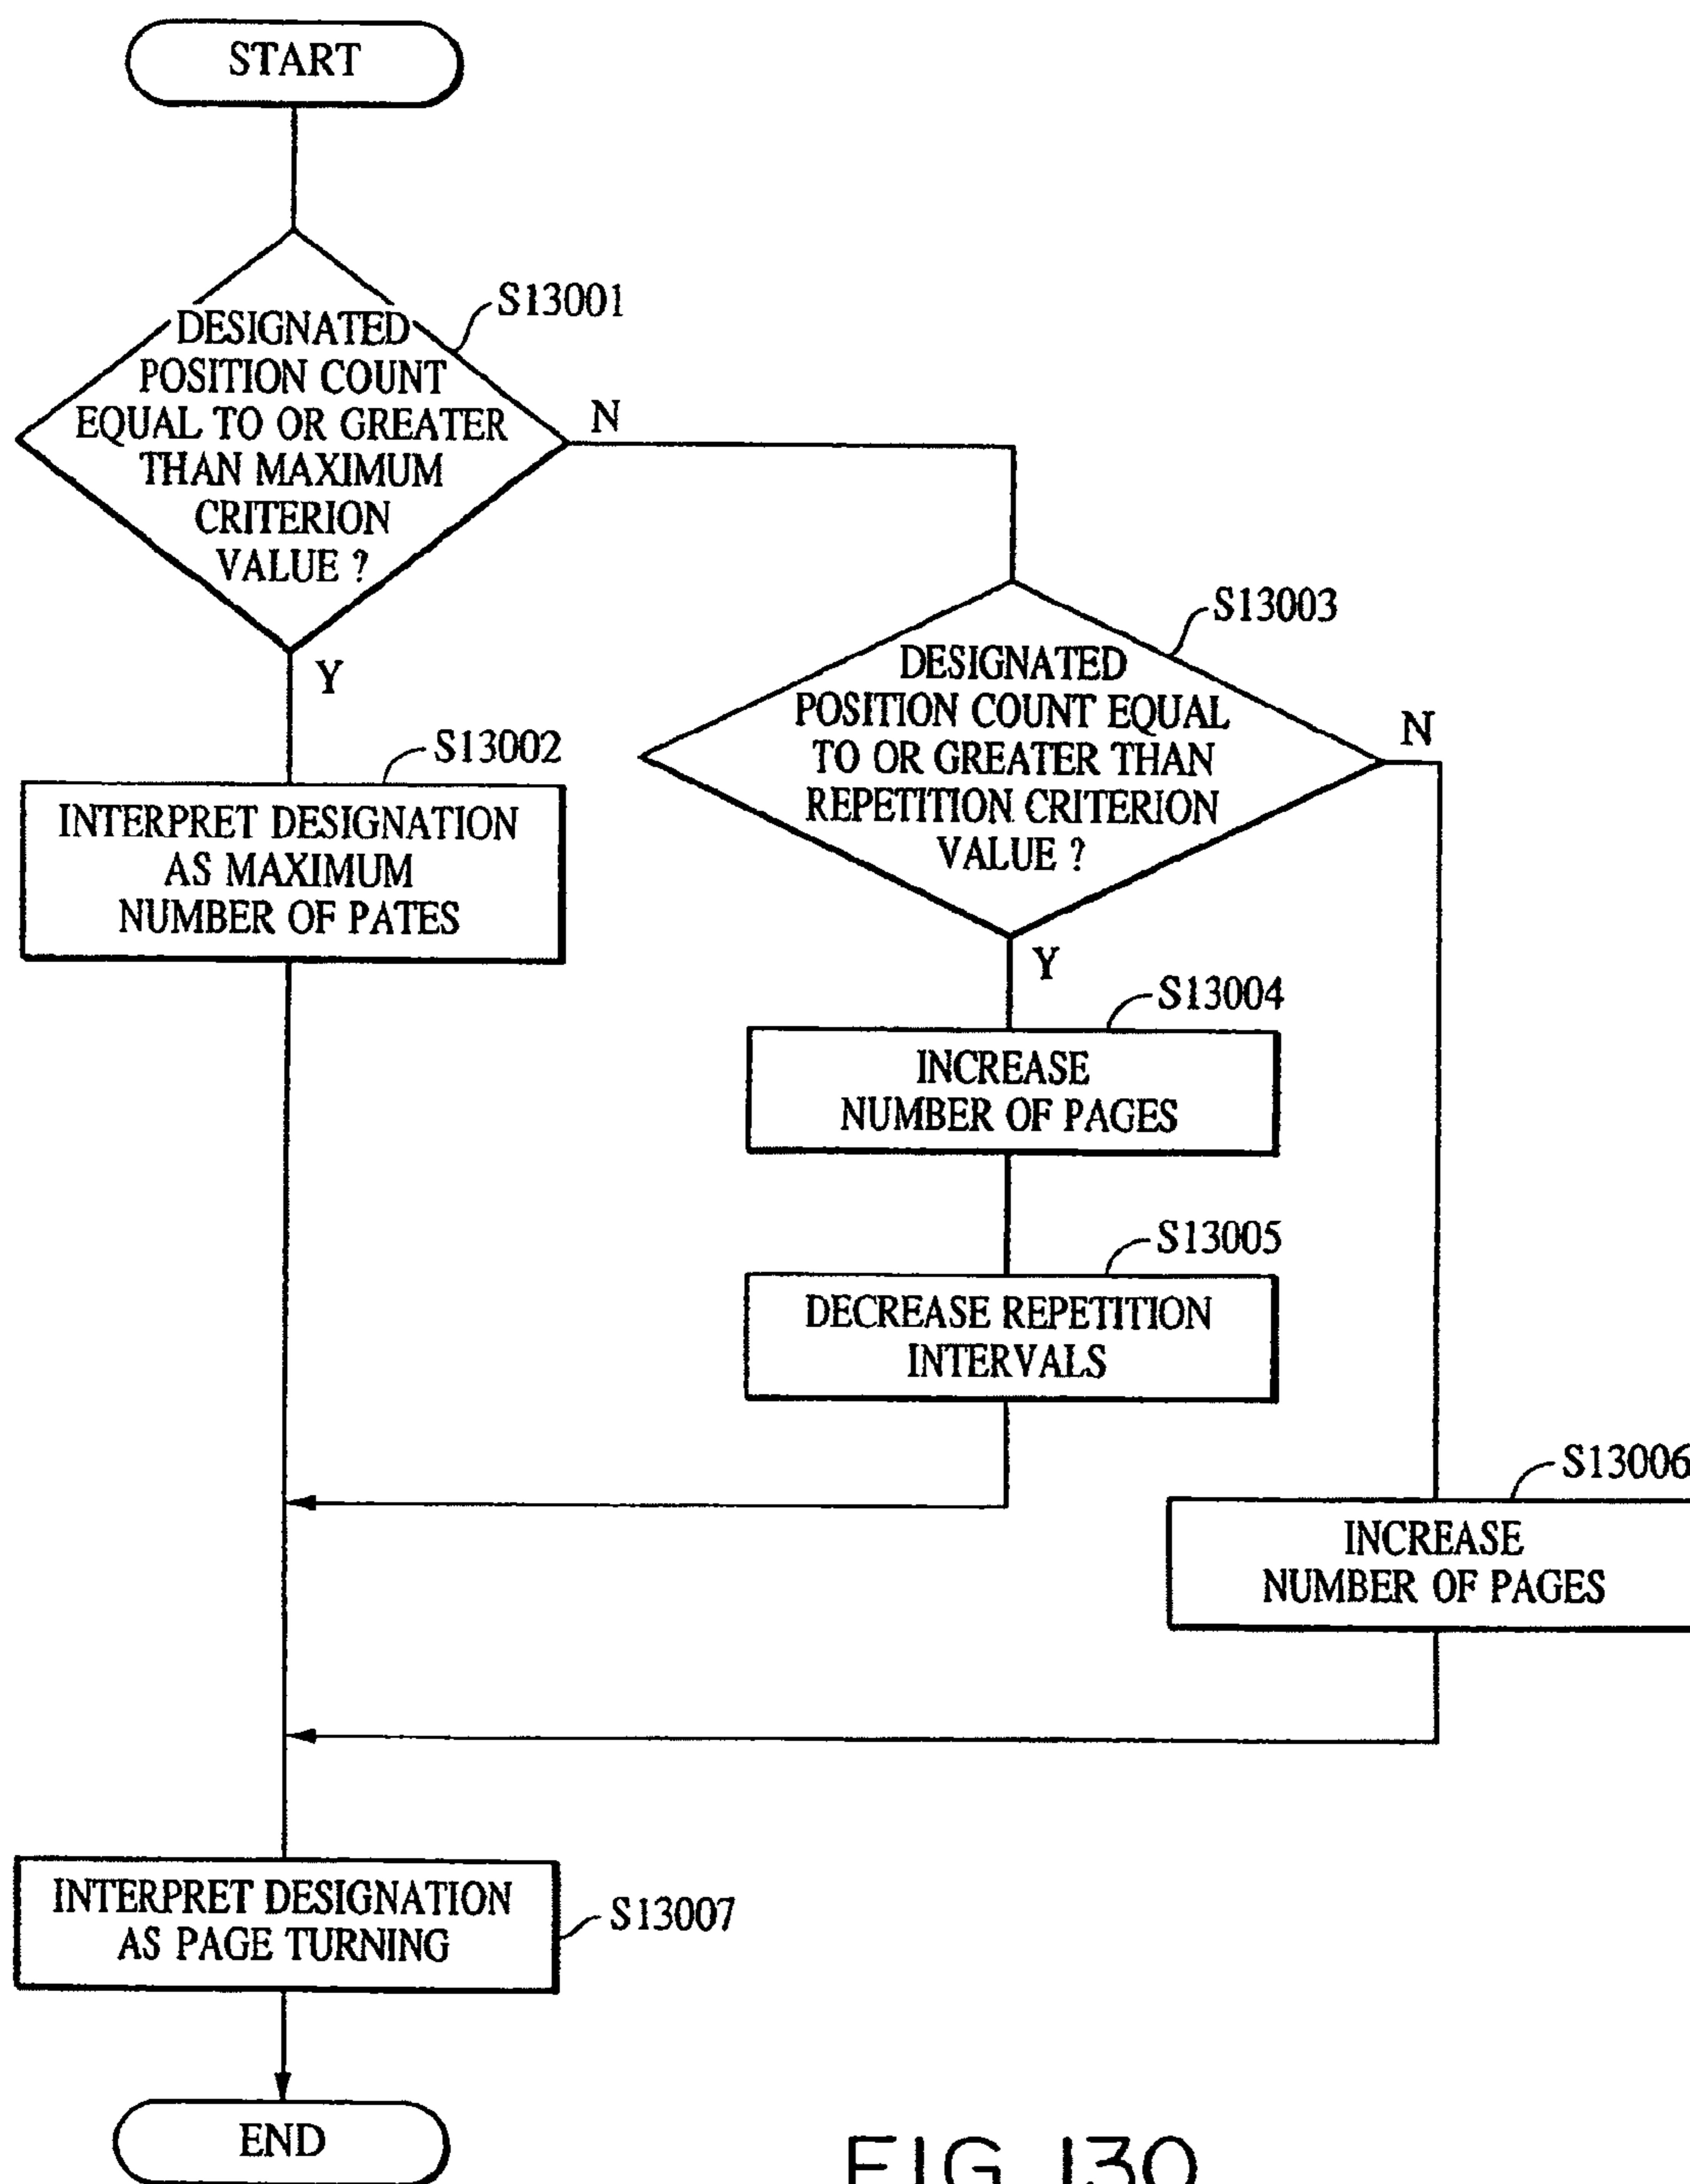 START
S13001
DESIGNATED
POSITION COUNT
EQUAL TO OR GREATER
THAN MAXIMUM
CRITERION
VALUE ?
N
Y
S13002
INTERPRET DESIGNATION
AS MAXIMUM
NUMBER OF PATES
S13003
DESIGNATED
POSITION COUNT EQUAL
TO OR GREATER THAN
REPETITION CRITERION
VALUE ?
N
Y
S13004
INCREASE
NUMBER OF PAGES
S13005
DECREASE REPETITION
INTERVALS
S13006
INCREASE
NUMBER OF PAGES
INTERPRET DESIGNATION
AS PAGE TURNING
S13007
END
FIG. 130